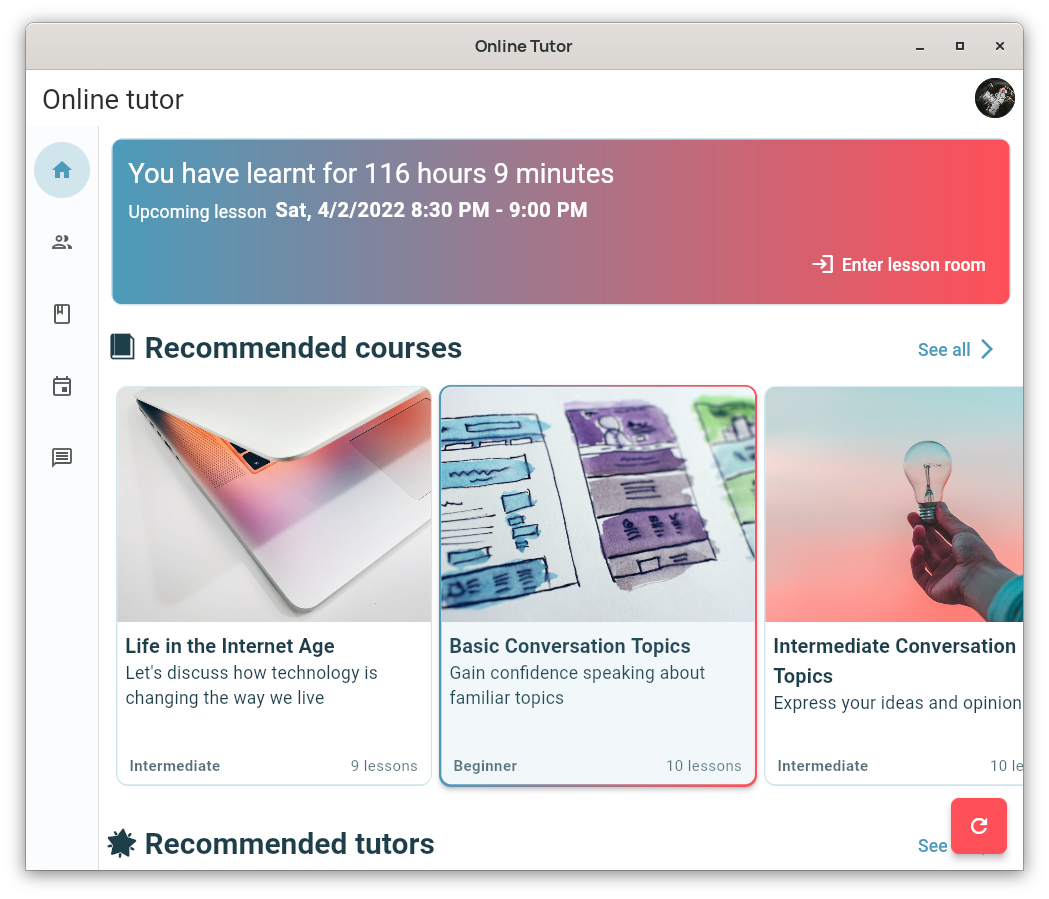 Online Tutor
Online tutor
You have learnt for 116 hours 9 minutes
Upcoming lesson Sat, 4/2/2022 8:30 PM - 9:00 PM
Enter lesson room
Recommended courses
See all
Life in the Internet Age
Let's discuss how technology is
changing the way we live
Intermediate
9 lessons
Basic Conversation Topics
Gain confidence speaking about
familiar topics
Beginner
10 lessons
Intermediate Conversation
Topics
Express your ideas and opinion
Intermediate
10 le
Recommended tutors
See